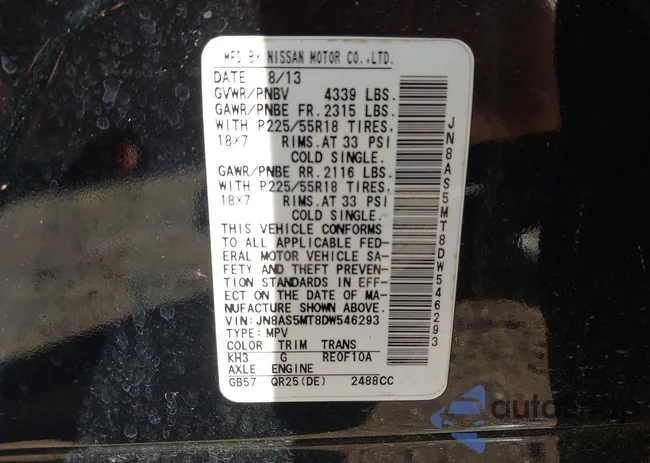 MFD BY NISSAN MOTOR CO.,LTD.
DATE 8/13
GVWR/PNBV 4339 LBS.
GAWR/PNBE FR. 2315 LBS.
WITH P225/55R18 TIRES,
18×7 RIMS.AT 33 PSI
COLD SINGLE.
GAWR/PNBE RR. 2116 LBS.
WITH P225/55R18 TIRES,
18×7 RIMS.AT 33 PSI
COLD SINGLE.
THIS VEHICLE CONFORMS
TO ALL APPLICABLE FED-
ERAL MOTOR VEHICLE SA-
FETY AND THEFT PREVEN-
TION STANDARDS IN EFF-
ECT ON THE DATE OF MA-
NUFACTURE SHOWN ABOVE.
VIN: JN8AS5MT8DW546293
TYPE: MPV
COLOR TRIM TRANS
KH3 G RE0F10A
AXLE ENGINE
GB57 QR25(DE) 2488CC
JN8AS5MT8DW546293